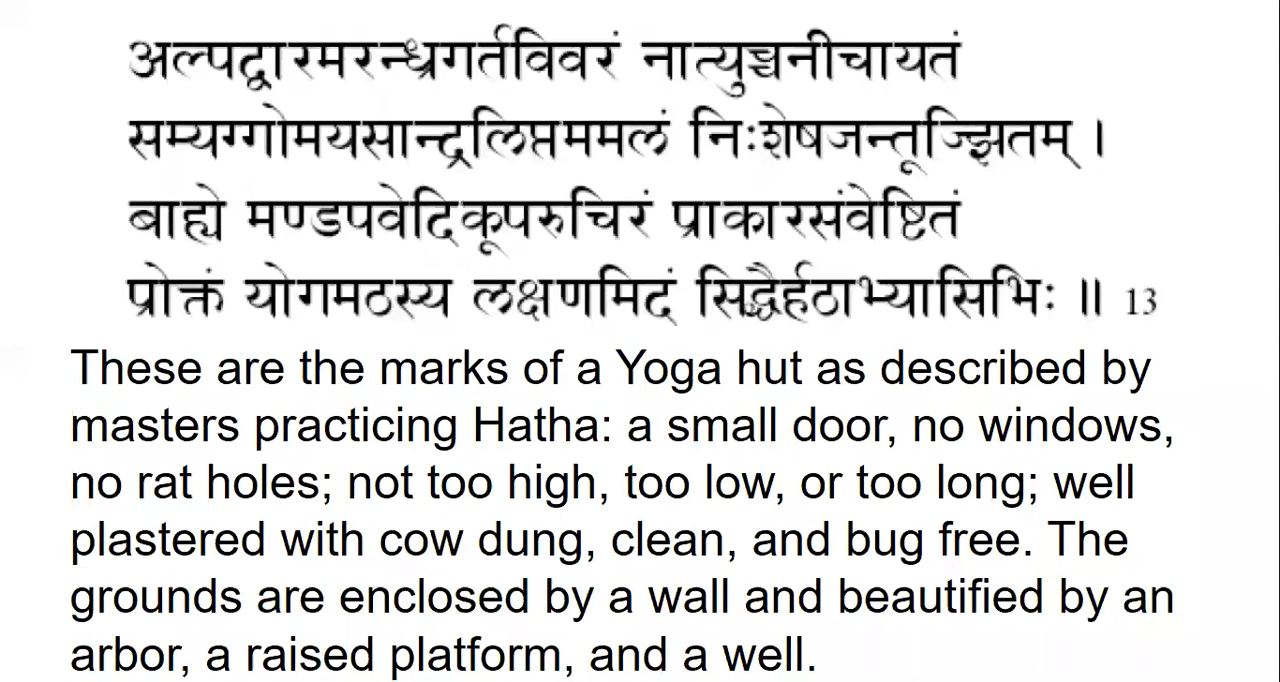 अल्पद्वारमरन्ध्रगर्तविवरं नात्युच्चनीचायतं
सम्यग्गोमयसान्द्रलिप्तममलं निःशेषजन्तूज्झितम् ।
बाह्ये मण्डपवेदिकूपरुचिरं प्राकारसंवेष्टितं
प्रोक्तं योगमठस्य लक्षणमिदं सिद्धैर्हठाभ्यासिभिः ॥ 13
These are the marks of a Yoga hut as described by
masters practicing Hatha: a small door, no windows,
no rat holes; not too high, too low, or too long; well
plastered with cow dung, clean, and bug free. The
grounds are enclosed by a wall and beautified by an
arbor, a raised platform, and a well.